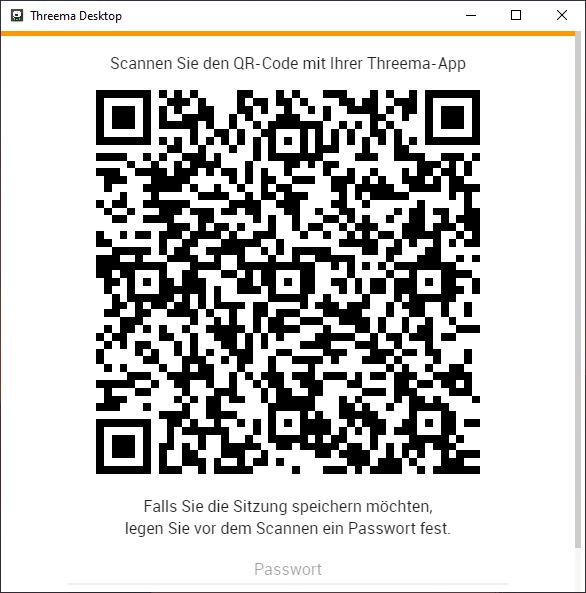 Threema Desktop
Scannen Sie den QR-Code mit Ihrer Threema-App
Falls Sie die Sitzung speichern möchten,
legen Sie vor dem Scannen ein Passwort fest.
Passwort